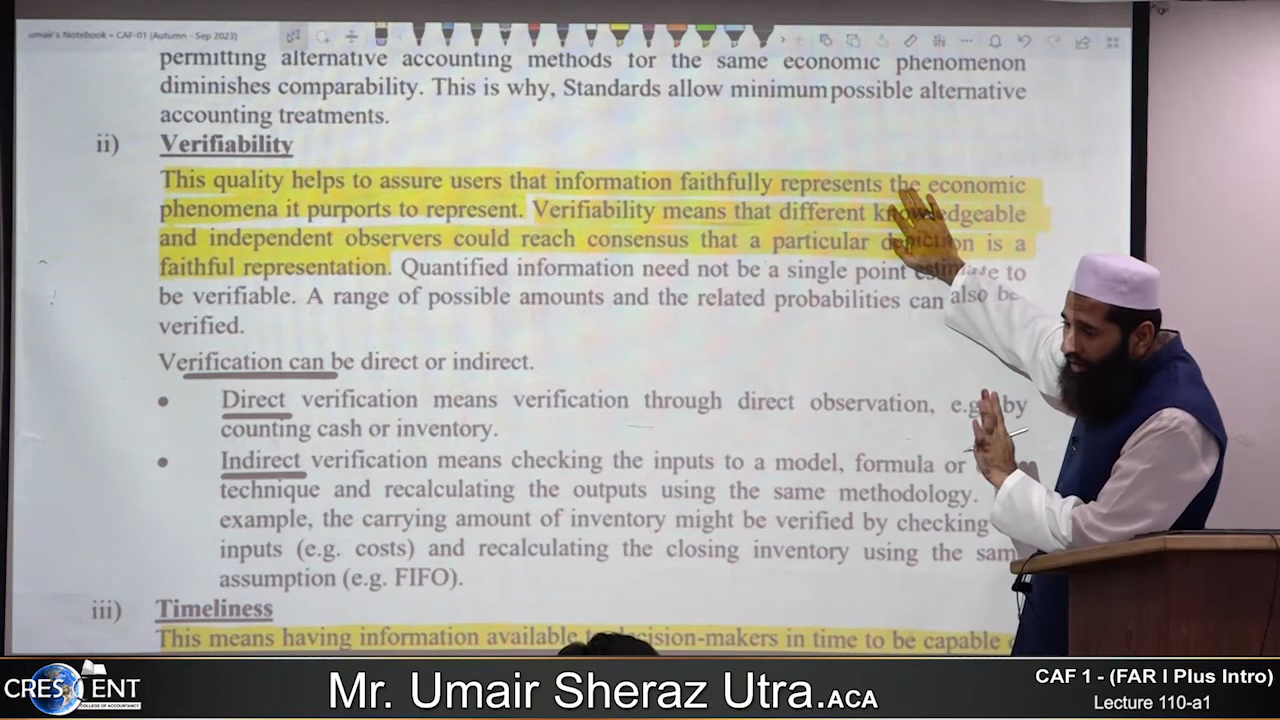 umair's Notebook • CAF-01 (Autumn - Sep 2023)
permitting alternative accounting methods for the same economic phenomenon
diminishes comparability. This is why, Standards allow minimum possible alternative
accounting treatments.
ii) Verifiability
This quality helps to assure users that information faithfully represents the economic
phenomena it purports to represent. Verifiability means that different knowledgeable
and independent observers could reach consensus that a particular depiction is a
faithful representation. Quantified information need not be a single point estimate to
be verifiable. A range of possible amounts and the related probabilities can also be
verified.
Verification can be direct or indirect.
• Direct verification means verification through direct observation, e.g. by
counting cash or inventory.
• Indirect verification means checking the inputs to a model, formula or
technique and recalculating the outputs using the same methodology.
example, the carrying amount of inventory might be verified by checking
inputs (e.g. costs) and recalculating the closing inventory using the sam
assumption (e.g. FIFO).
iii) Timeliness
This means having information available to decision-makers in time to be capable
CRESCENT
COLLEGE OF ACCOUNTANCY
Mr. Umair Sheraz Utra.ACA
CAF 1 - (FAR I Plus Intro)
Lecture 110-a1